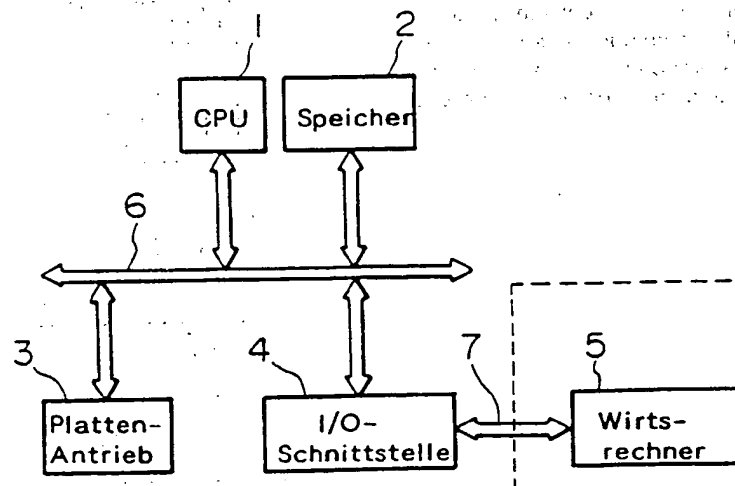 1
2
CPU
Speicher
6
3
4
7
5
Platten-
Antrieb
I/O-
Schnittstelle
Wirts-
rechner